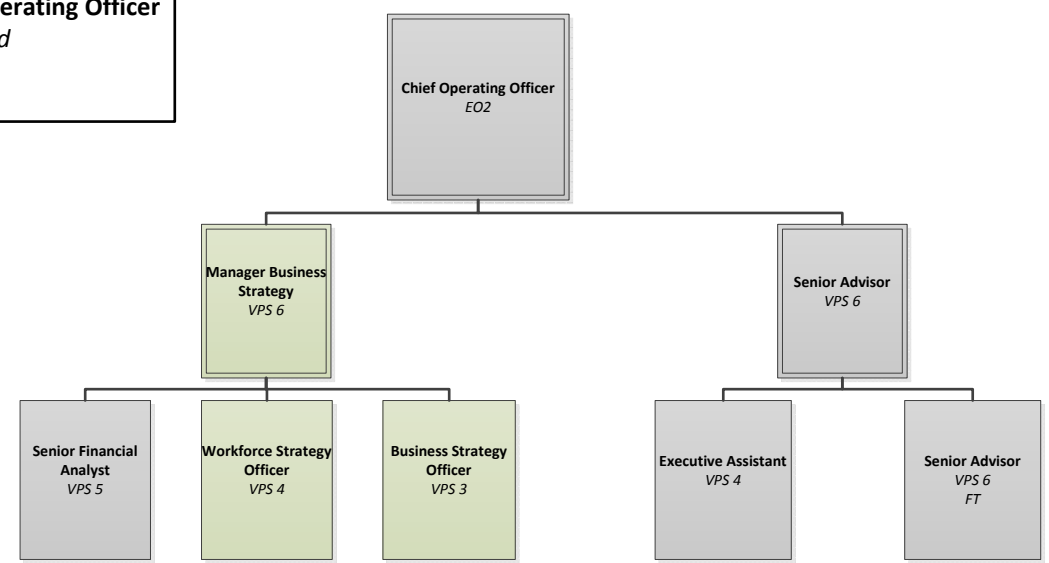 Operating Officer
Chief Operating Officer
EO2
Manager Business
Strategy
VPS 6
Senior Advisor
VPS 6
Senior Financial
Analyst
VPS 5
Workforce Strategy
Officer
VPS 4
Business Strategy
Officer
VPS 3
Executive Assistant
VPS 4
Senior Advisor
VPS 6
FT